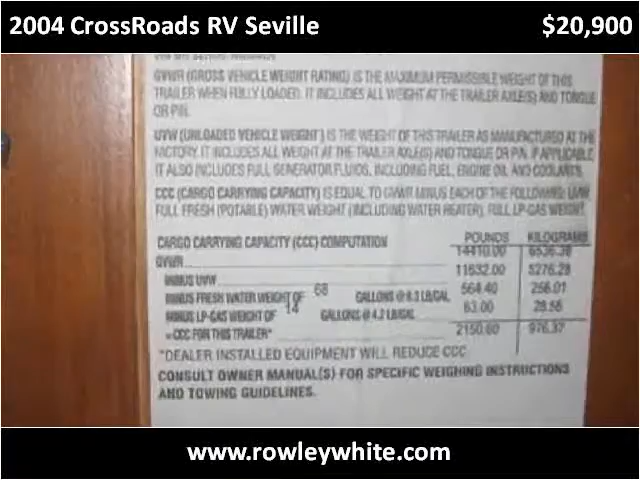 2004 CrossRoads RV Seville $20,900
GVWR (GROSS VEHICLE WEIGHT RATING) IS THE MAXIMUM PERMISSIBLE WEIGHT OF THIS
TRAILER WHEN FULLY LOADED. IT INCLUDES ALL WEIGHT AT THE TRAILER AXLE(S) AND TONGUE
OR PIN.
UVW (UNLOADED VEHICLE WEIGHT) IS THE WEIGHT OF THIS TRAILER AS MANUFACTURED AT THE
FACTORY. IT INCLUDES ALL WEIGHT AT THE TRAILER AXLE(S) AND TONGUE OR PIN. IF APPLICABLE,
IT ALSO INCLUDES FULL GENERATOR FLUIDS, INCLUDING FUEL, ENGINE OIL AND COOLANTS.
CCC (CARGO CARRYING CAPACITY) IS EQUAL TO GVWR MINUS EACH OF THE FOLLOWING: UVW,
FULL FRESH (POTABLE) WATER WEIGHT (INCLUDING WATER HEATER), FULL LP-GAS WEIGHT
CARGO CARRYING CAPACITY (CCC) COMPUTATION POUNDS KILOGRAMS
GVWR 14410.00 6536.38
MINUS UVW 11632.00 5276.28
MINUS FRESH WATER WEIGHT OF 68 GALLONS @ 8.3 LB/GAL 564.40 256.01
MINUS LP-GAS WEIGHT OF 14 GALLONS @ 4.2 LB/GAL 63.00 28.58
=CCC FOR THIS TRAILER* 2150.60 976.37
*DEALER INSTALLED EQUIPMENT WILL REDUCE CCC
CONSULT OWNER MANUAL(S) FOR SPECIFIC WEIGHING INSTRUCTIONS
AND TOWING GUIDELINES.
www.rowleywhite.com